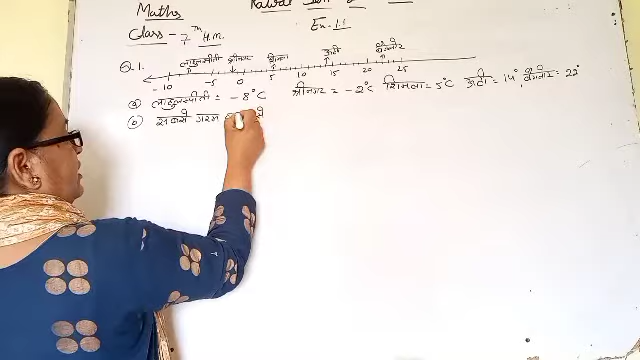 Maths
Class - 7th H.M.
Ex. 1.1
Q.1. लाहुलस्पीती श्रीनगर शिमला ऊटी बैंगलोर
-10 -5 0 5 10 15 20 25
(a) लाहुलस्पीती = -8°C श्रीनगर = -2°C शिमला = 5°C ऊटी = 14° बैंगलोर = 22°
(b) सबसे गरम